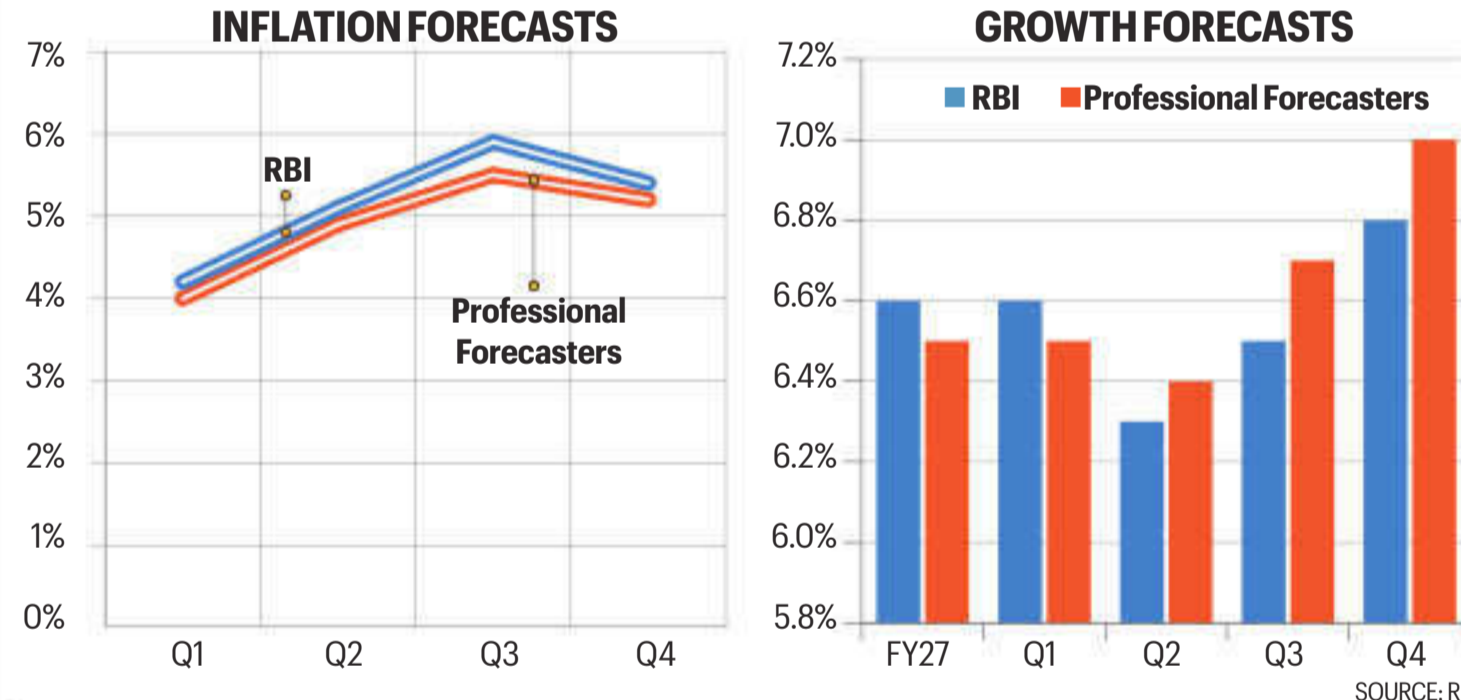 INFLATION FORECASTS
7%
6%
5%
4%
3%
2%
1%
0%
RBI
Professional
Forecasters
Q1 Q2 Q3 Q4
GROWTH FORECASTS
RBI Professional Forecasters
7.2%
7.0%
6.8%
6.6%
6.4%
6.2%
6.0%
5.8%
FY27 Q1 Q2 Q3 Q4
SOURCE: R